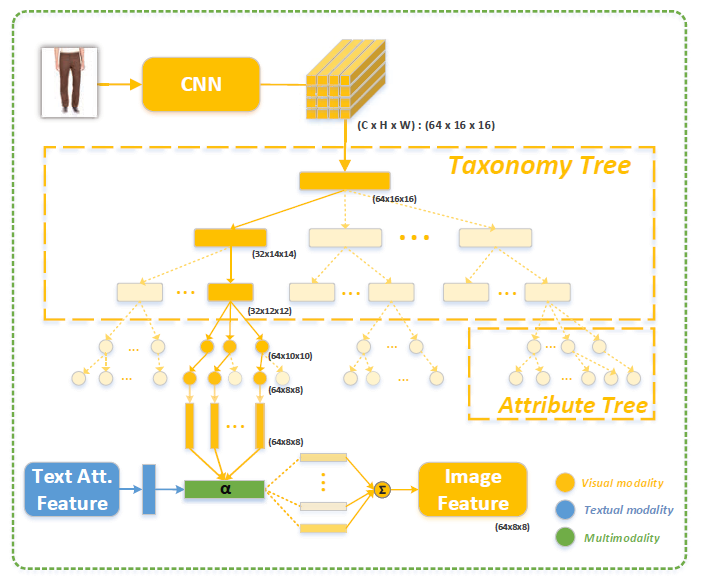 CNN
(C x H x W) : (64 x 16 x 16)
Taxonomy Tree
(64x16x16)
(32x14x14)
(32x12x12)
(64x10x10)
(64x8x8)
Attribute Tree
(64x8x8)
Text Att.
Feature
α
Σ
Image
Feature
(64x8x8)
Visual modality
Textual modality
Multimodality